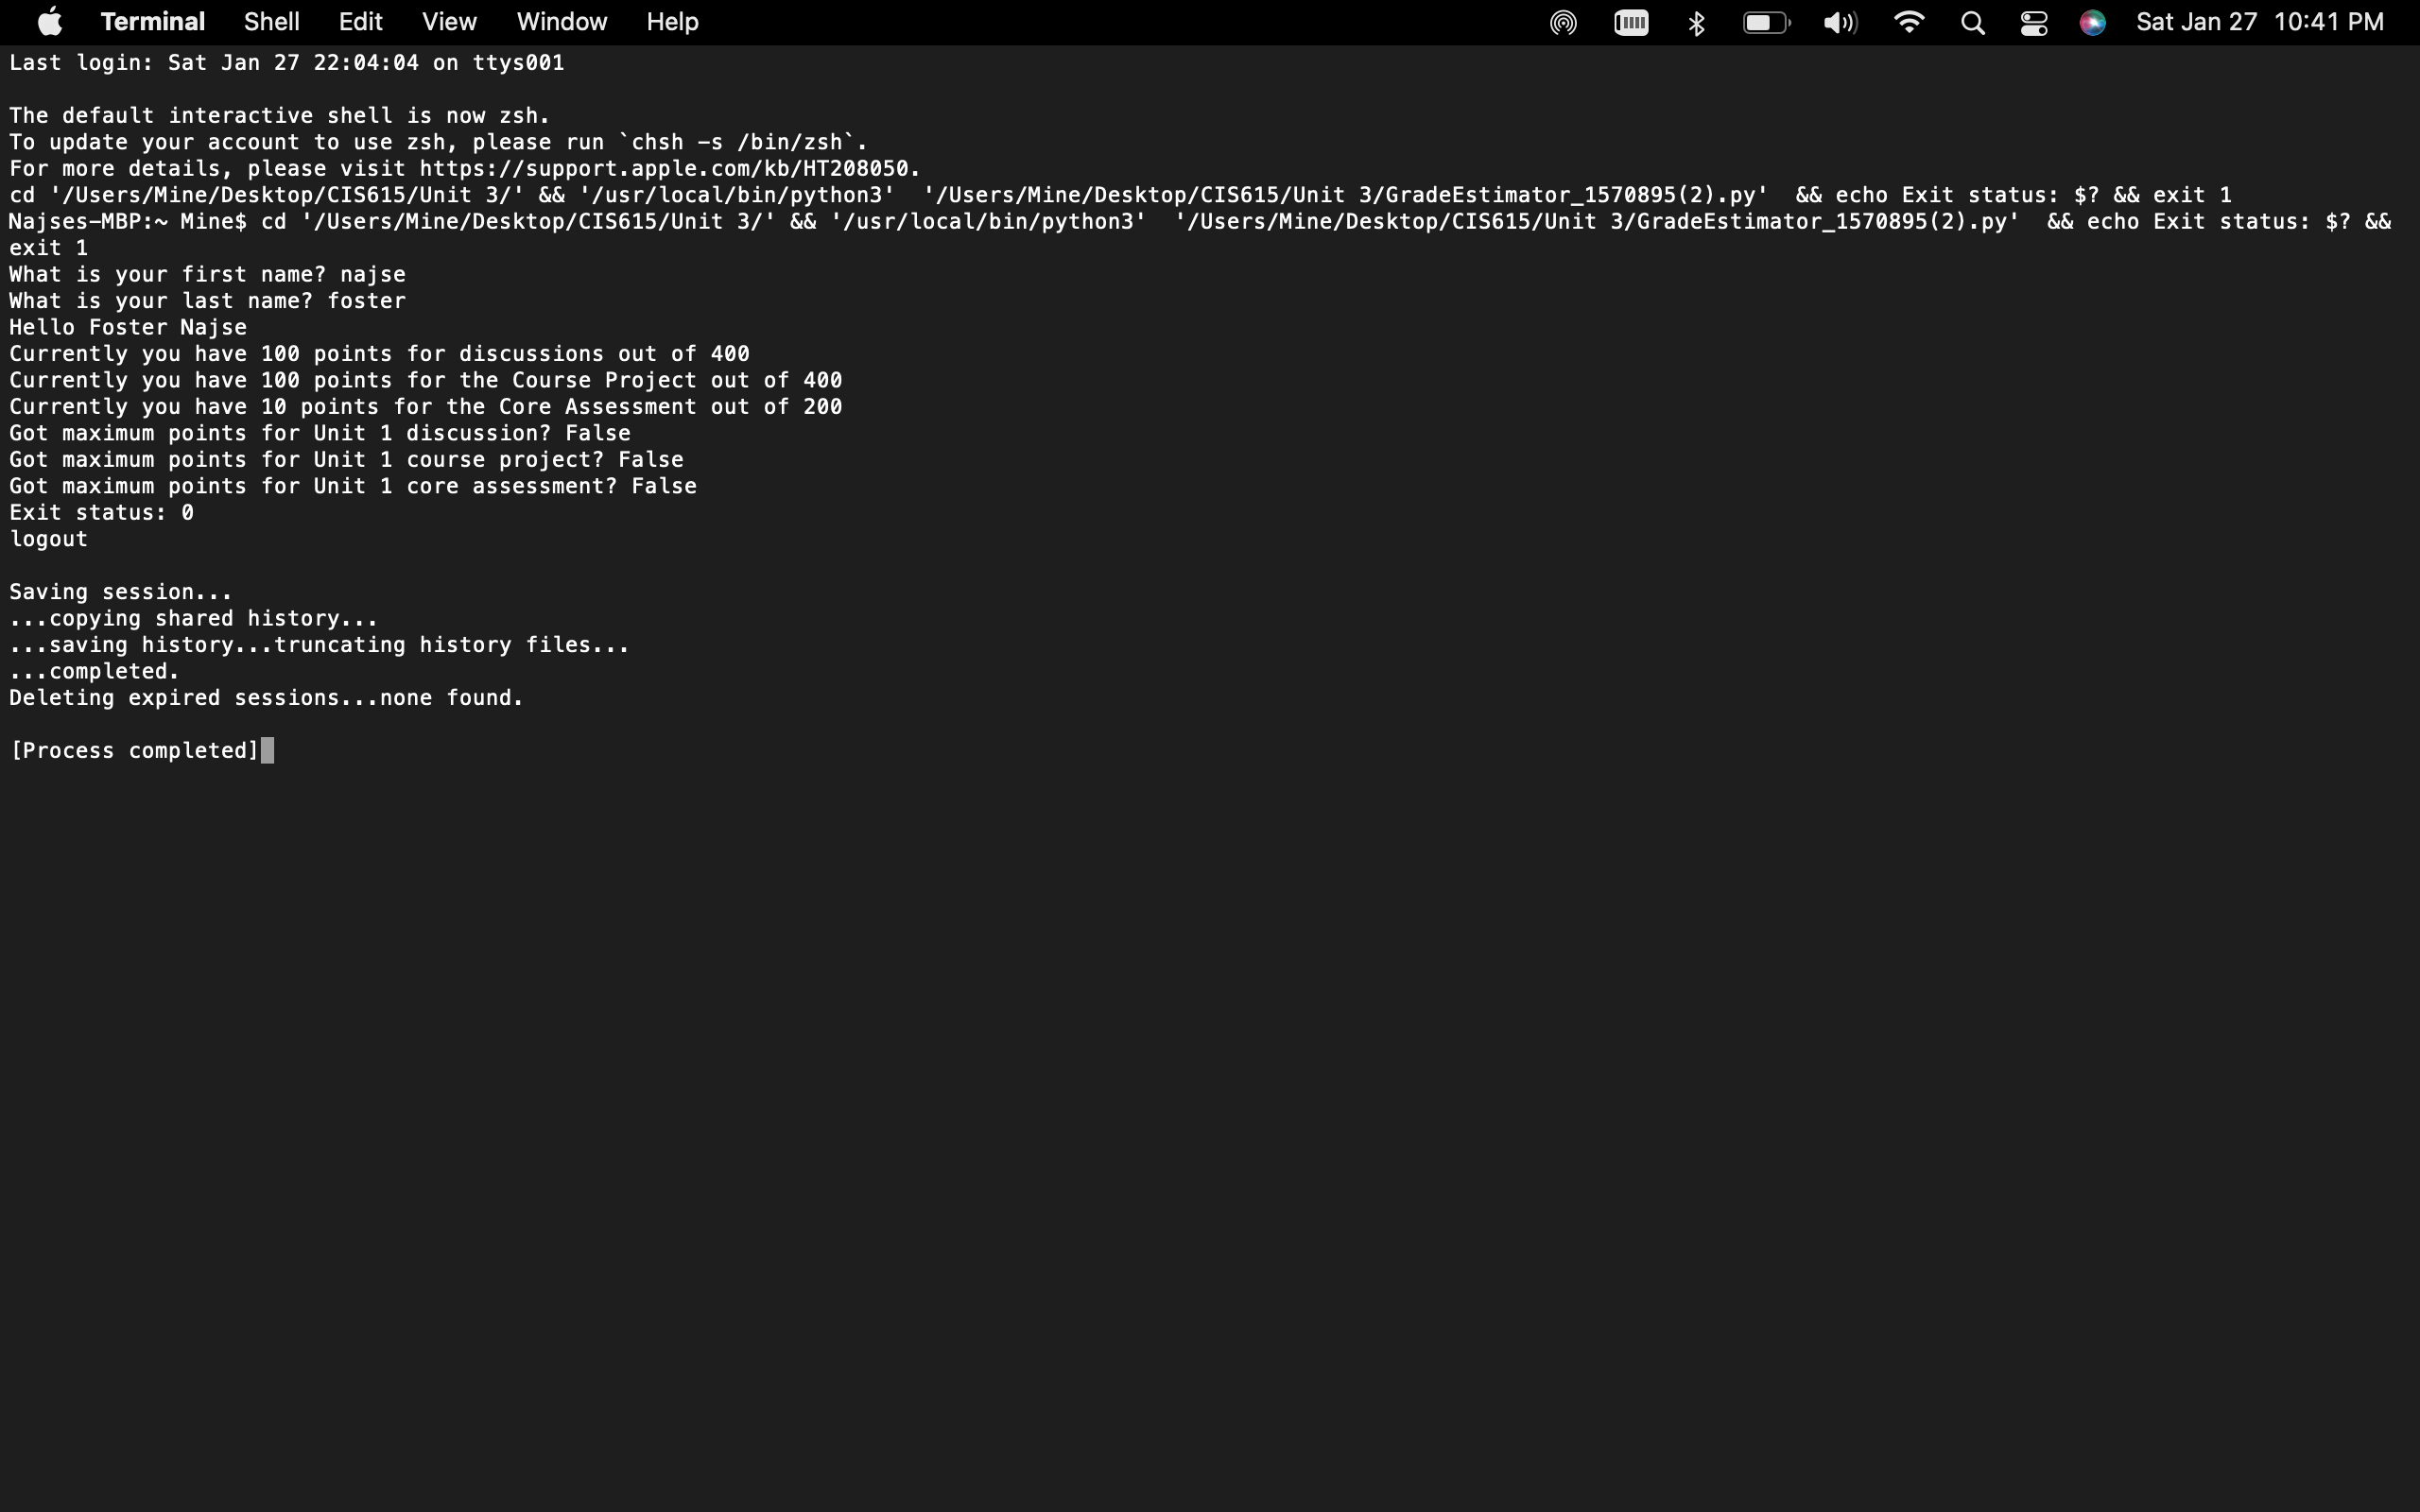 Terminal Shell Edit View Window Help Sat Jan 27 10:41 PM
Last login: Sat Jan 27 22:04:04 on ttys001
The default interactive shell is now zsh.
To update your account to use zsh, please run `chsh -s /bin/zsh`.
For more details, please visit https://support.apple.com/kb/HT208050.
cd '/Users/Mine/Desktop/CIS615/Unit 3/' && '/usr/local/bin/python3'  '/Users/Mine/Desktop/CIS615/Unit 3/GradeEstimator_1570895(2).py'  && echo Exit status: $? && exit 1
Najses-MBP:~ Mine$ cd '/Users/Mine/Desktop/CIS615/Unit 3/' && '/usr/local/bin/python3'  '/Users/Mine/Desktop/CIS615/Unit 3/GradeEstimator_1570895(2).py'  && echo Exit status: $? &&
exit 1
What is your first name? najse
What is your last name? foster
Hello Foster Najse
Currently you have 100 points for discussions out of 400
Currently you have 100 points for the Course Project out of 400
Currently you have 10 points for the Core Assessment out of 200
Got maximum points for Unit 1 discussion? False
Got maximum points for Unit 1 course project? False
Got maximum points for Unit 1 core assessment? False
Exit status: 0
logout
Saving session...
...copying shared history...
...saving history...truncating history files...
...completed.
Deleting expired sessions...none found.
[Process completed]